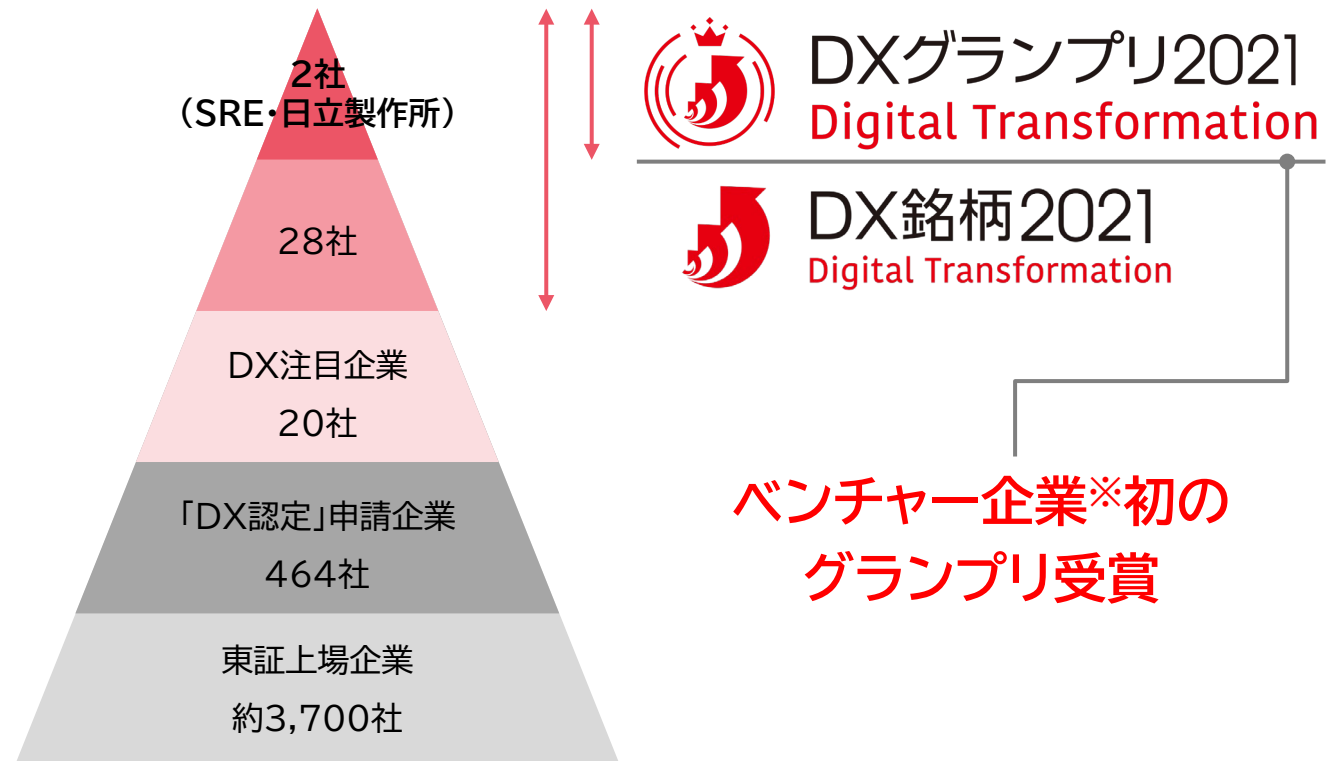 2社
（SRE・日立製作所）
28社
DX注目企業
20社
「DX認定」申請企業
464社
東証上場企業
約3,700社
DXグランプリ2021
Digital Transformation
DX銘柄2021
Digital Transformation
ベンチャー企業※初の
グランプリ受賞